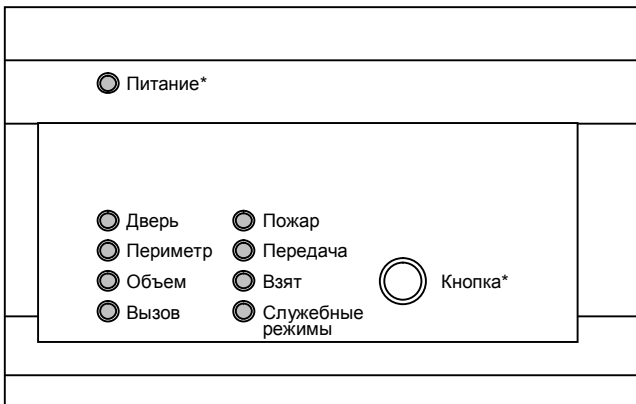 Питание*
Дверь
Пожар
Периметр
Передача
Объем
Взят
Кнопка*
Вызов
Служебные
режимы